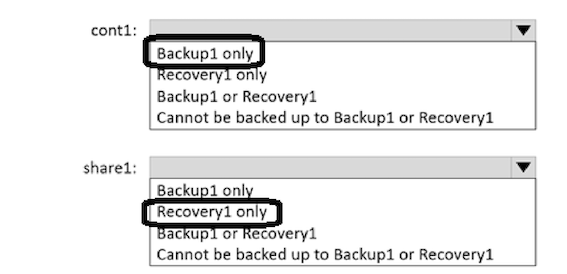 cont1:
Backup1 only
Recovery1 only
Backup1 or Recovery1
Cannot be backed up to Backup1 or Recovery1
share1:
Backup1 only
Recovery1 only
Backup1 or Recovery1
Cannot be backed up to Backup1 or Recovery1